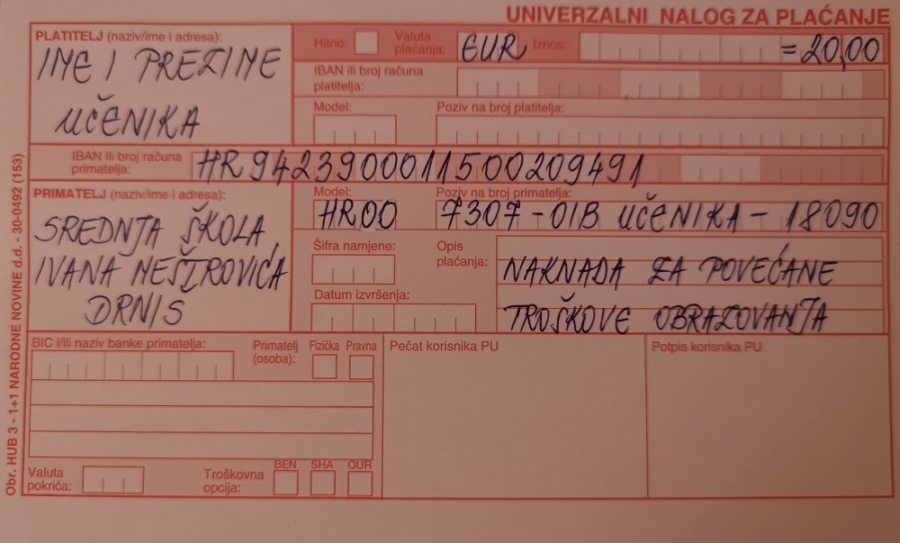 UNIVERZALNI NALOG ZA PLAĆANJE
PLATITELJ (naziv/ime i adresa):
IME I PREZIME
UČENIKA
Hitno:
Valuta plaćanja:
EUR
Iznos:
=20,00
IBAN ili broj računa platitelja:
Model:
Poziv na broj platitelja:
IBAN ili broj računa primatelja:
HR9423900011500209491
PRIMATELJ (naziv/ime i adresa):
SREDNJA ŠKOLA
IVANA MEŠTROVIĆA
DRNIS
Model:
HR00
Poziv na broj primatelja:
7307-OIB UČENIKA-18090
Šifra namjene:
Opis plaćanja:
NAKNADA ZA POVEĆANE
TROŠKOVE OBRAZOVANJA
Datum izvršenja:
BIC i/ili naziv banke primatelja:
Primatelj (osoba):
Fizička
Pravna
Pečat korisnika PU
Potpis korisnika PU
Valuta pokrića:
Troškovna opcija:
BEN
SHA
OUR
Obr. HUB 3 - 1+1 NARODNE NOVINE d.d. - 30-0492 (153)